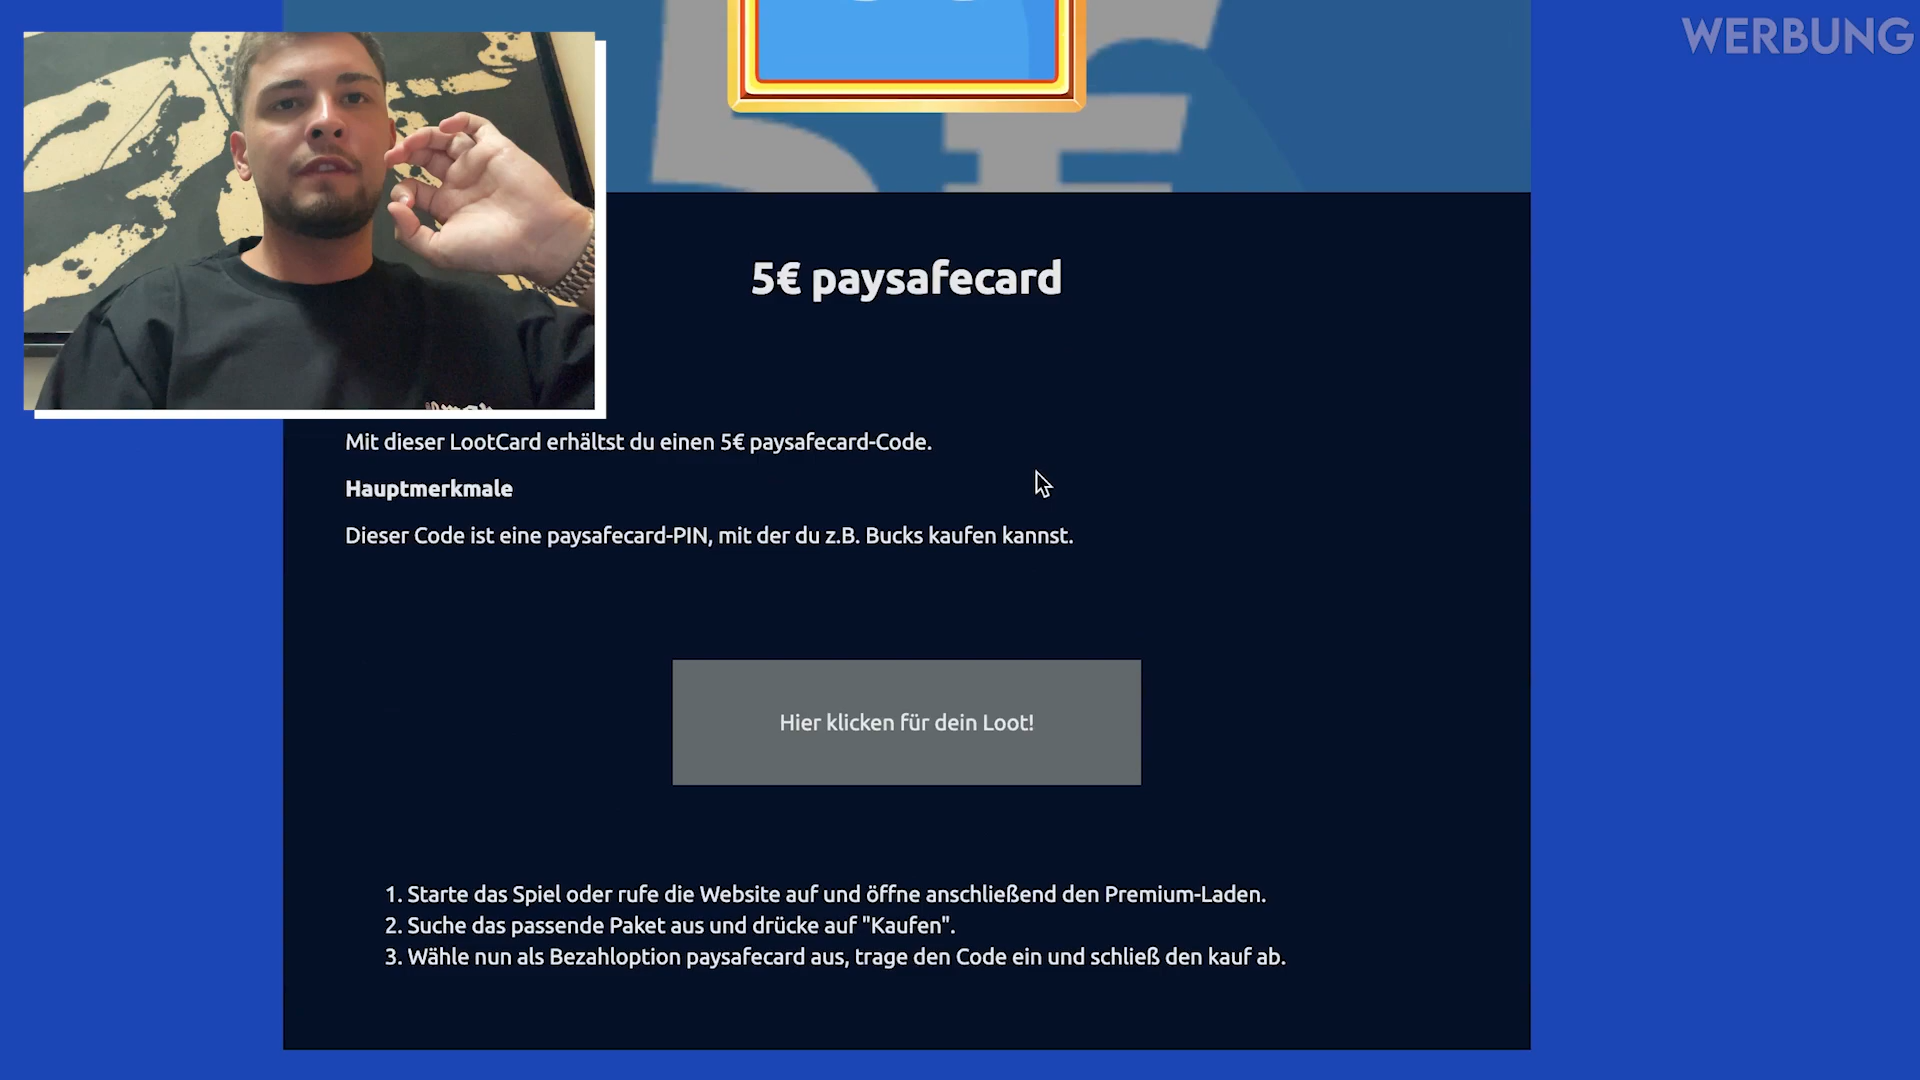 WERBUNG
5€
5€ paysafecard
Mit dieser LootCard erhältst du einen 5€ paysafecard-Code.
Hauptmerkmale
Dieser Code ist eine paysafecard-PIN, mit der du z.B. Bucks kaufen kannst.
Hier klicken für dein Loot!
1. Starte das Spiel oder rufe die Website auf und öffne anschließend den Premium-Laden.
2. Suche das passende Paket aus und drücke auf "Kaufen".
3. Wähle nun als Bezahloption paysafecard aus, trage den Code ein und schließ den kauf ab.